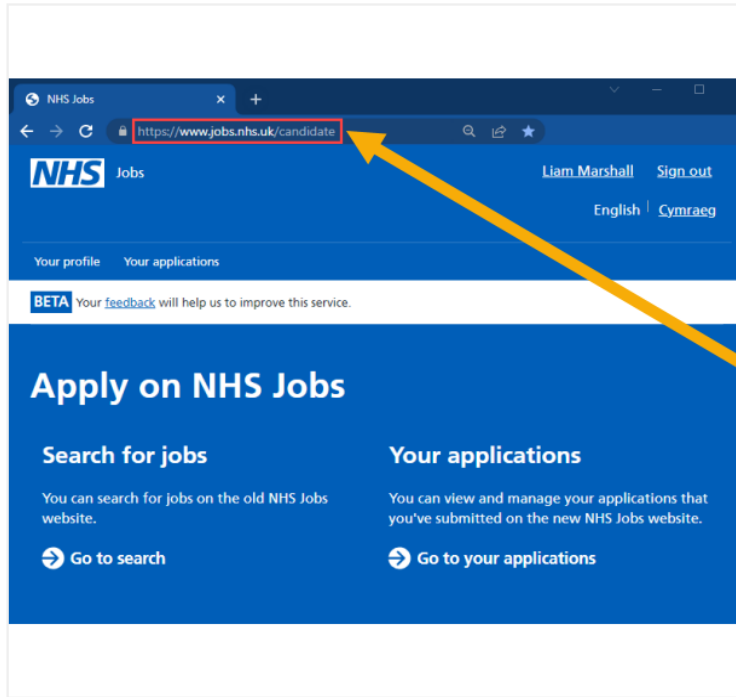 NHS Jobs
https://www.jobs.nhs.uk/candidate
NHS Jobs
Liam Marshall Sign out
English Cymraeg
Your profile Your applications
BETA Your feedback will help us to improve this service.
Apply on NHS Jobs
Search for jobs
You can search for jobs on the old NHS Jobs
website.
Go to search
Your applications
You can view and manage your applications that
you've submitted on the new NHS Jobs website.
Go to your applications